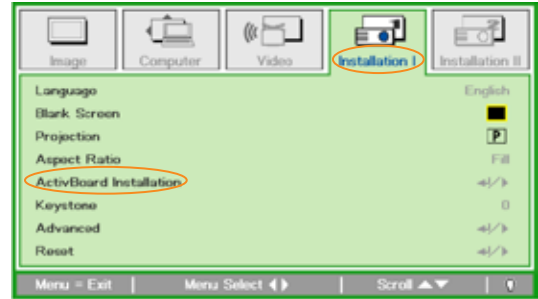 Image Computer Video Installation I Installation II
Language English
Blank Screen
Projection P
Aspect Ratio Fill
ActivBoard Installation ◄/►
Keystone 0
Advanced ◄/►
Reset ◄/►
Menu = Exit Menu Select ◄► Scroll ▲▼